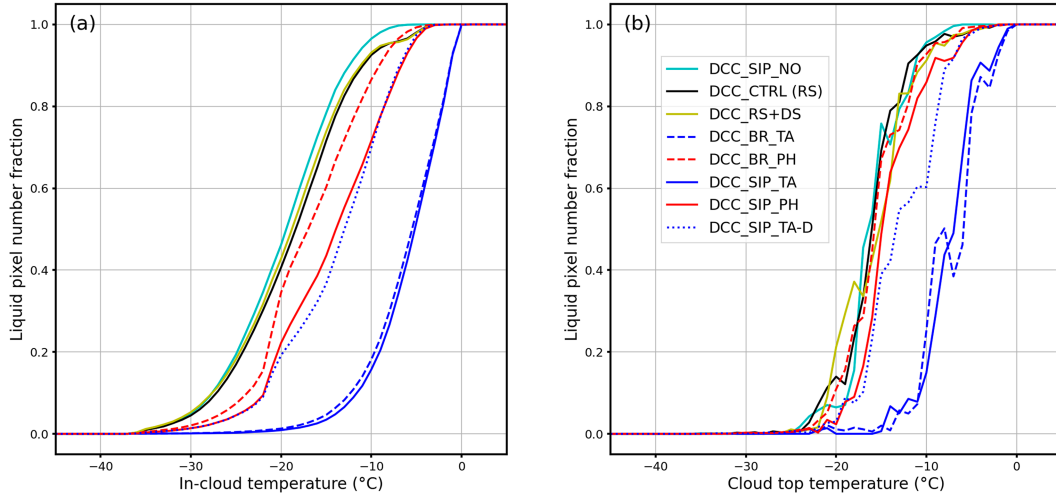 (a)
1.0
0.8
0.6
0.4
0.2
0.0
Liquid pixel number fraction
−40
−30
−20
−10
0
In-cloud temperature (°C)
(b)
DCC_SIP_NO
DCC_CTRL (RS)
DCC_RS+DS
DCC_BR_TA
DCC_BR_PH
DCC_SIP_TA
DCC_SIP_PH
DCC_SIP_TA-D
1.0
0.8
0.6
0.4
0.2
0.0
Liquid pixel number fraction
−40
−30
−20
−10
0
Cloud top temperature (°C)